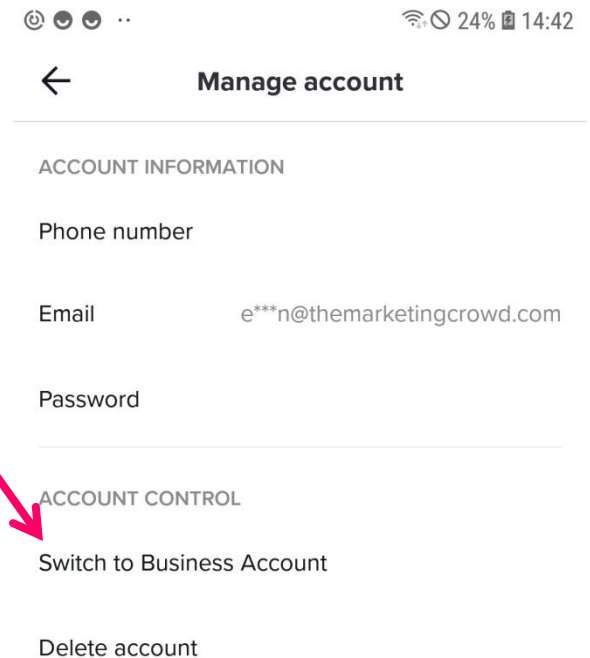 24% 14:42
Manage account
ACCOUNT INFORMATION
Phone number
Email e***n@themarketingcrowd.com
Password
ACCOUNT CONTROL
Switch to Business Account
Delete account